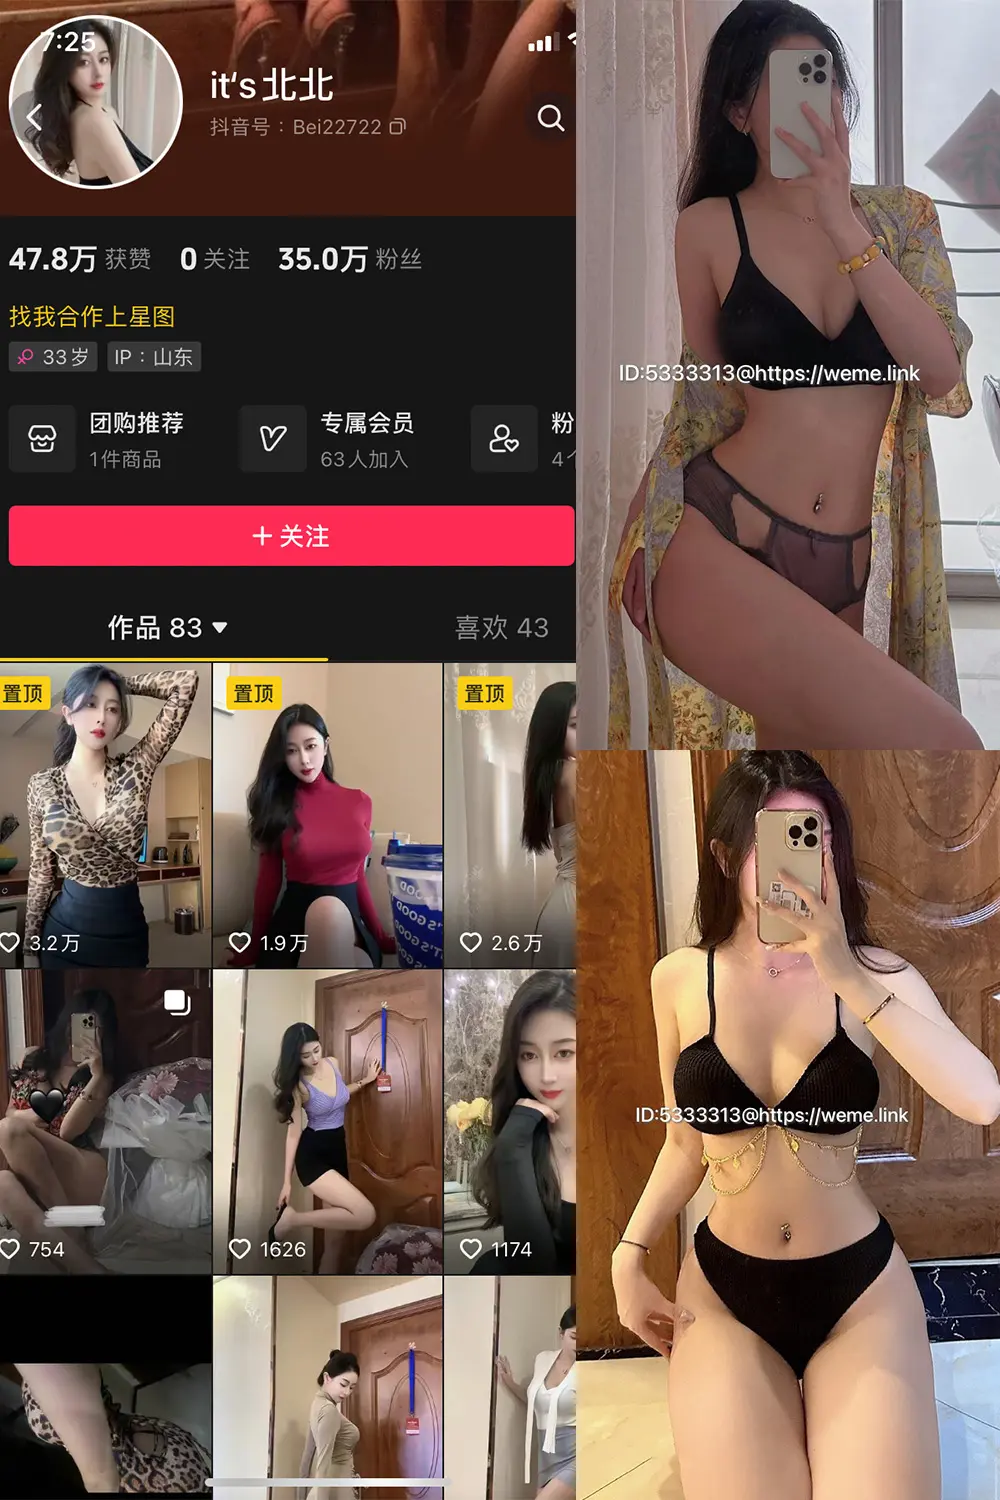 7:25
it‘s北北
抖音号：Bei22722
47.8万 获赞 0 关注 35.0万 粉丝
找我合作上星图
33岁 IP：山东
团购推荐 专属会员 粉
1件商品 63人加入 4个
+ 关注
作品 83 喜欢 43
置顶 置顶 置顶
3.2万 1.9万 2.6万
754 1626 1174
ID:5333313@https://weme.link
ID:5333313@https://weme.link